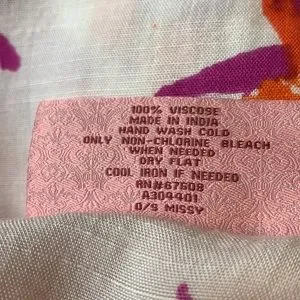 100% VISCOSE
MADE IN INDIA
HAND WASH COLD
ONLY NON-CHLORINE BLEACH
WHEN NEEDED
DRY FLAT
COOL IRON IF NEEDED
RN#67608
A304401
O/S MISSY